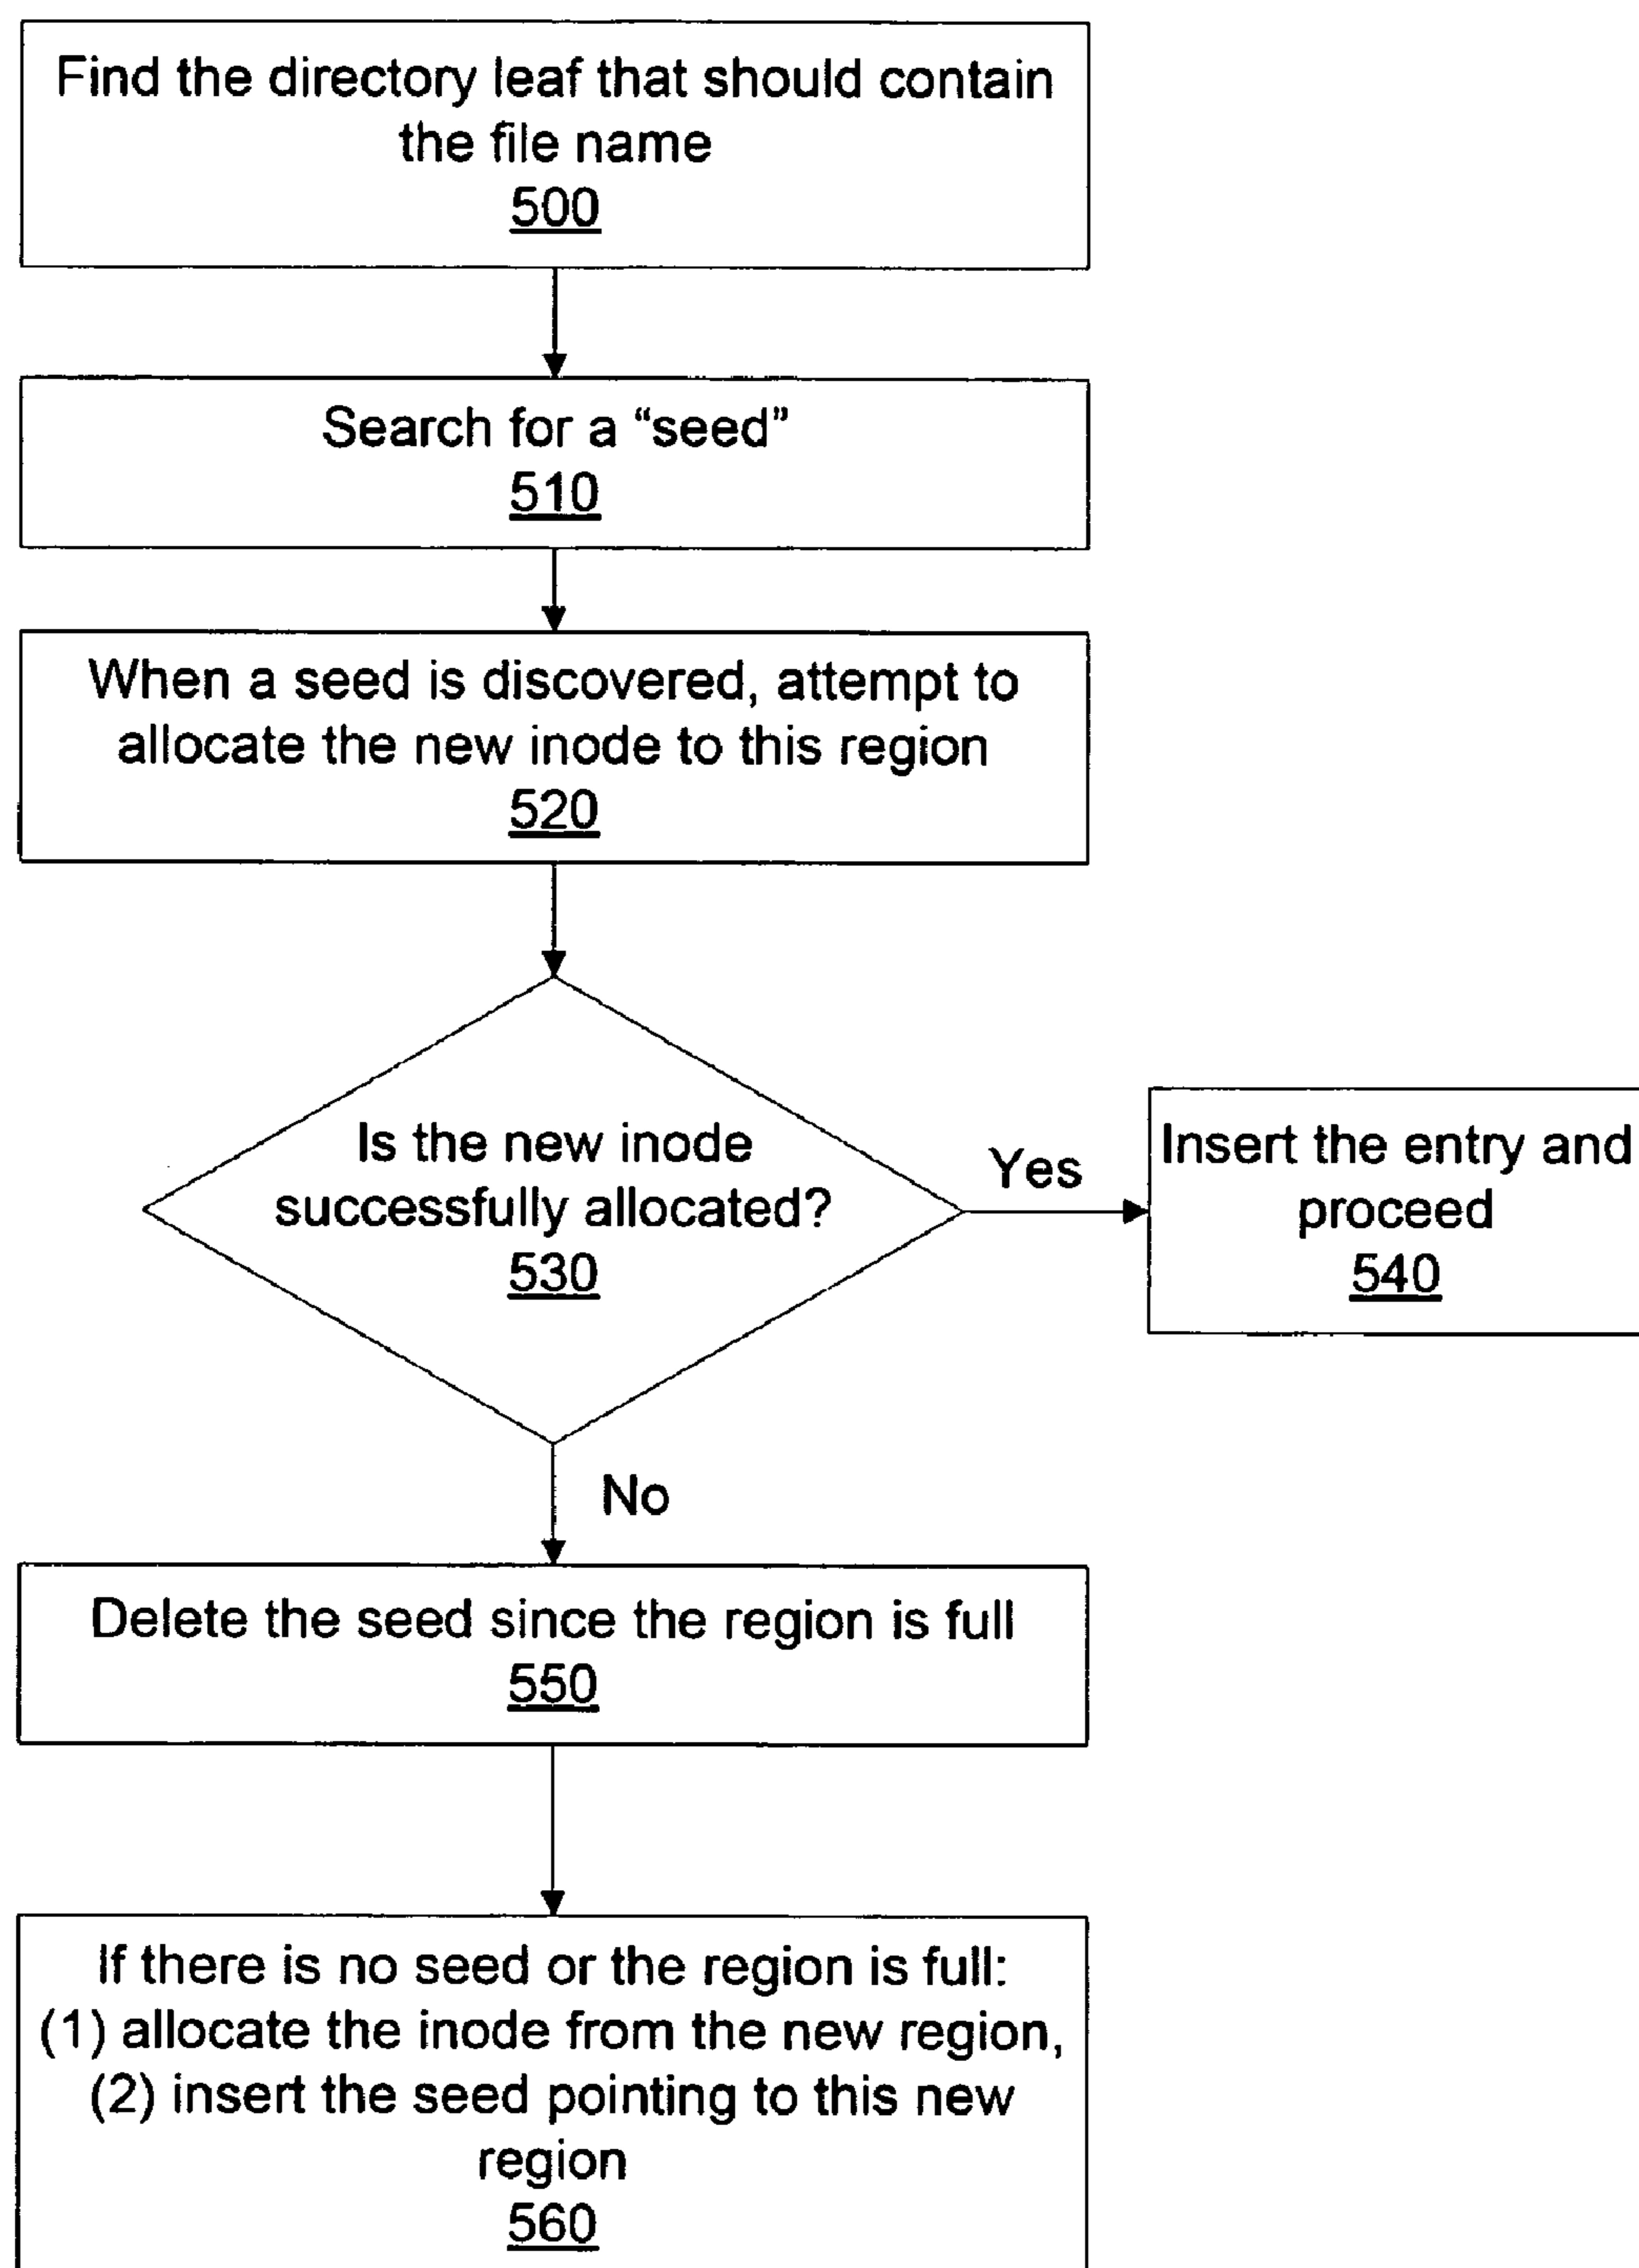 Find the directory leaf that should contain
the file name
500
Search for a “seed”
510
When a seed is discovered, attempt to
allocate the new inode to this region
520
Is the new inode
successfully allocated?
530
Yes
Insert the entry and
proceed
540
No
Delete the seed since the region is full
550
If there is no seed or the region is full:
(1) allocate the inode from the new region,
(2) insert the seed pointing to this new
region
560